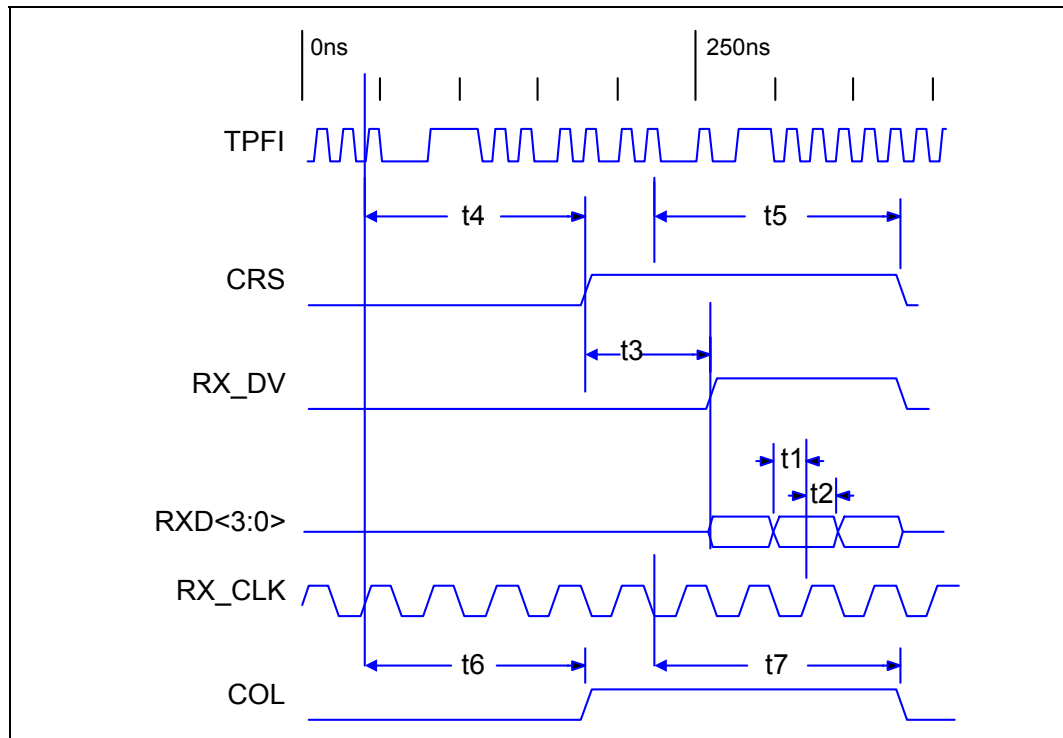 0ns
250ns
TPFI
t4
t5
CRS
t3
RX_DV
t1
t2
RXD<3:0>
RX_CLK
t6
t7
COL